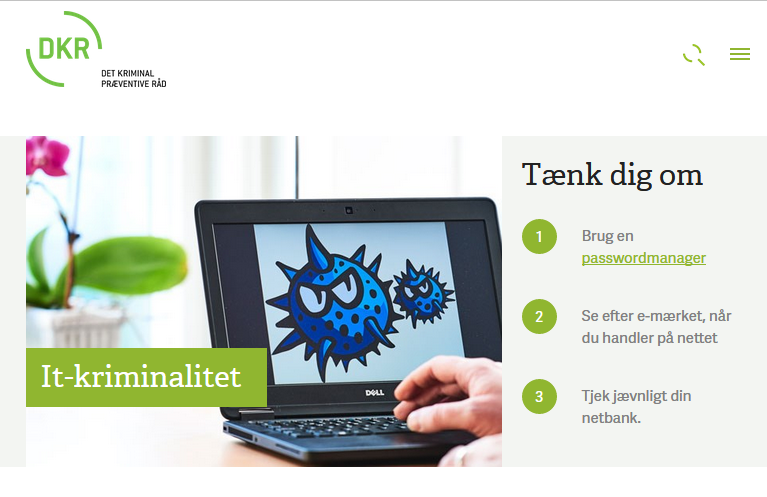 DKR
DET KRIMINAL
PRÆVENTIVE RÅD
It-kriminalitet
DELL
Tænk dig om
1
Brug en
passwordmanager
2
Se efter e-mærket, når
du handler på nettet
3
Tjek jævnligt din
netbank.